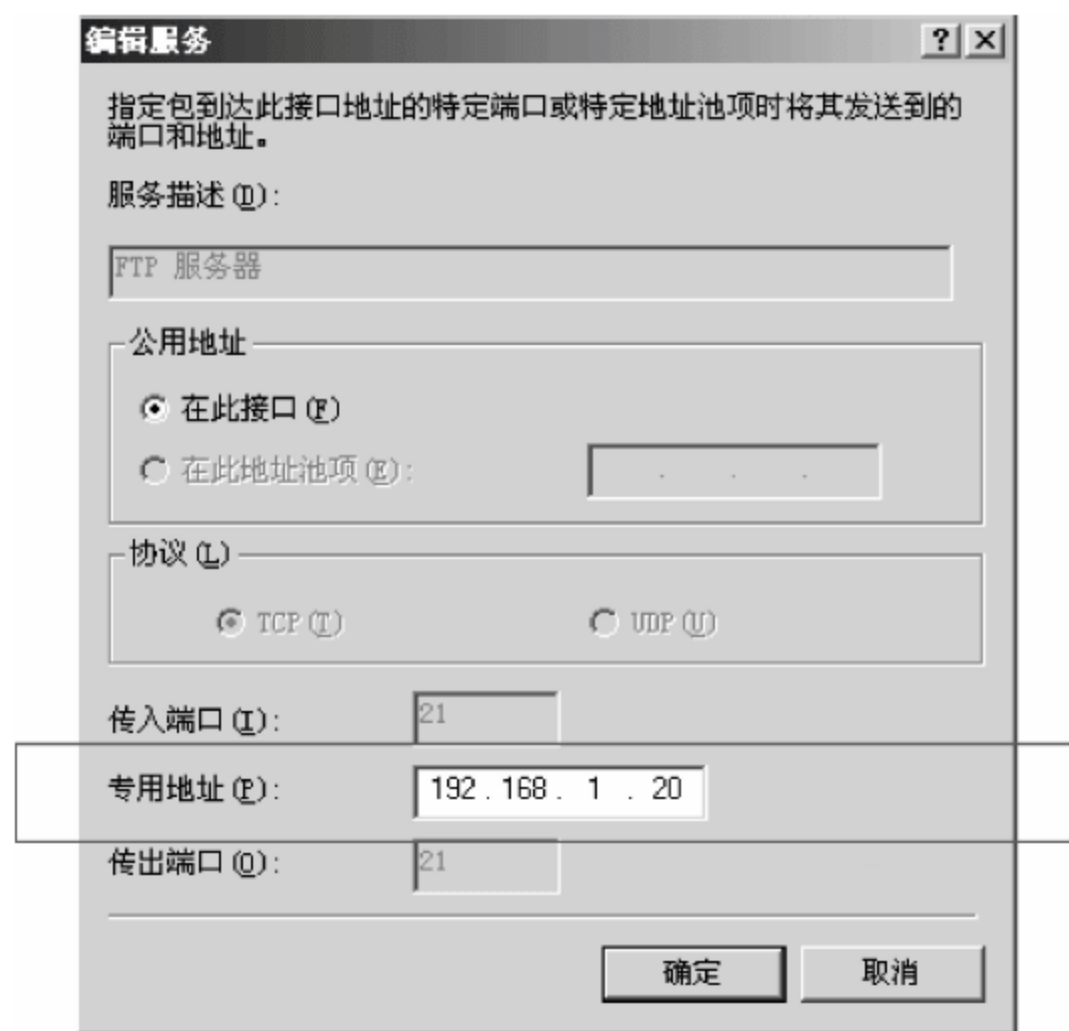 编辑服务
指定包到达此接口地址的特定端口或特定地址池项时将其发送到的
端口和地址。
服务描述(D):
FTP 服务器
公用地址
在此接口(F)
在此地址池项(E): . . .
协议(L)
TCP(T) UDP(U)
传入端口(I): 21
专用地址(P): 192.168. 1 . 20
传出端口(O): 21
确定 取消